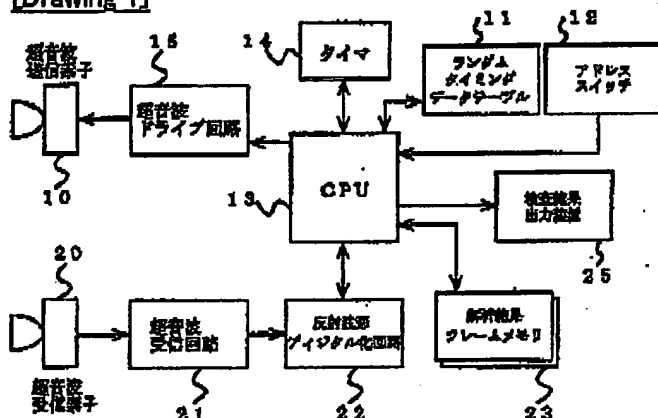 [Drawing 1]
超音波
送信素子
10
15
超音波
ドライブ回路
14
タイマ
11
ランダム
タイミング
データテーブル
12
アドレス
スイッチ
13
CPU
検査結果
出力装置
25
20
超音波
受信素子
超音波
受信回路
21
反射波形
ディジタル化回路
22
解析結果
フレームメモリ
23